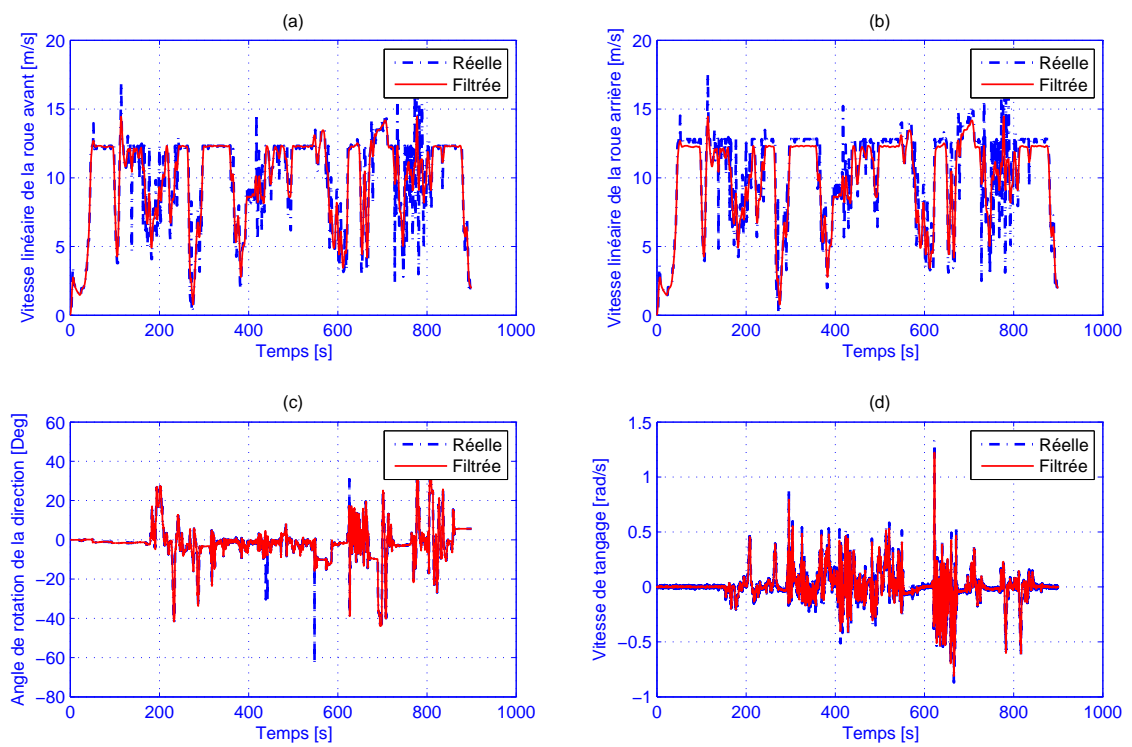 (a)
Vitesse linéaire de la roue avant [m/s]
20
15
10
5
0
Réelle
Filtrée
0 200 400 600 800 1000
Temps [s]
(b)
Vitesse linéaire de la roue arrière [m/s]
20
15
10
5
0
Réelle
Filtrée
0 200 400 600 800 1000
Temps [s]
(c)
Angle de rotation de la direction [Deg]
60
40
20
0
−20
−40
−60
−80
Réelle
Filtrée
0 200 400 600 800 1000
Temps [s]
(d)
Vitesse de tangage [rad/s]
1.5
1
0.5
0
−0.5
−1
Réelle
Filtrée
0 200 400 600 800 1000
Temps [s]